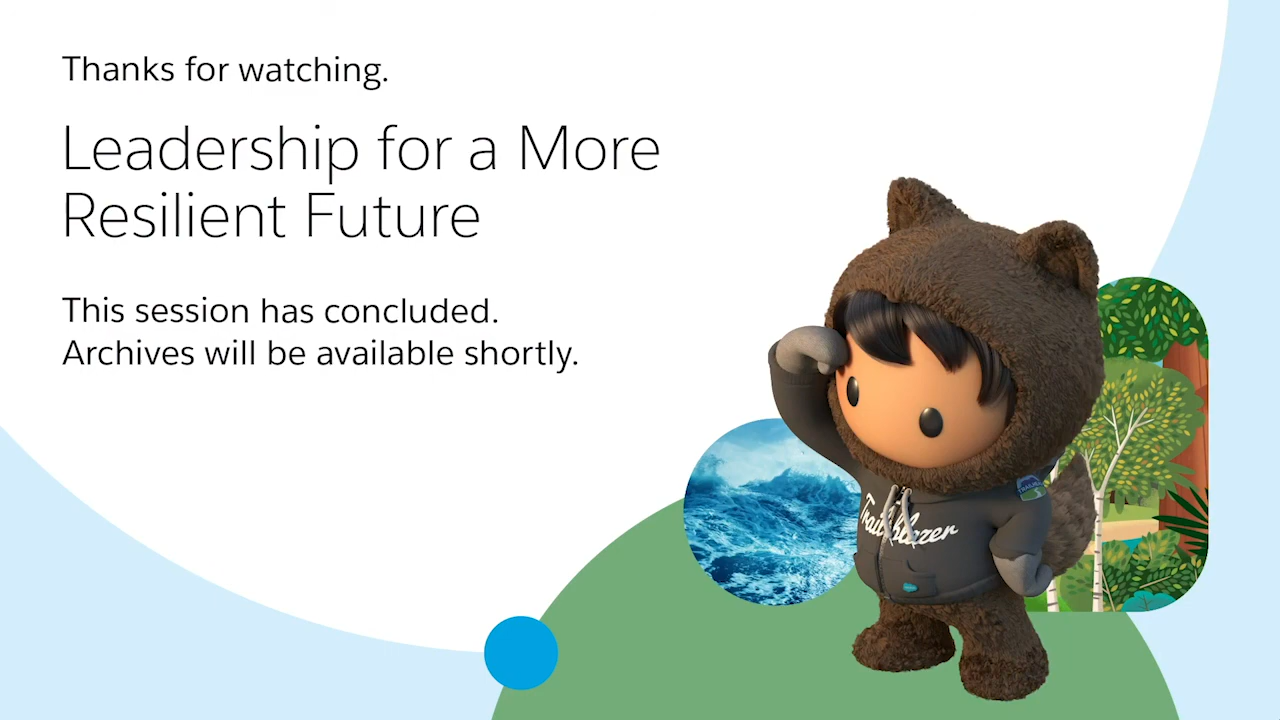 Thanks for watching.
Leadership for a More
Resilient Future
This session has concluded.
Archives will be available shortly.
Trailblazer